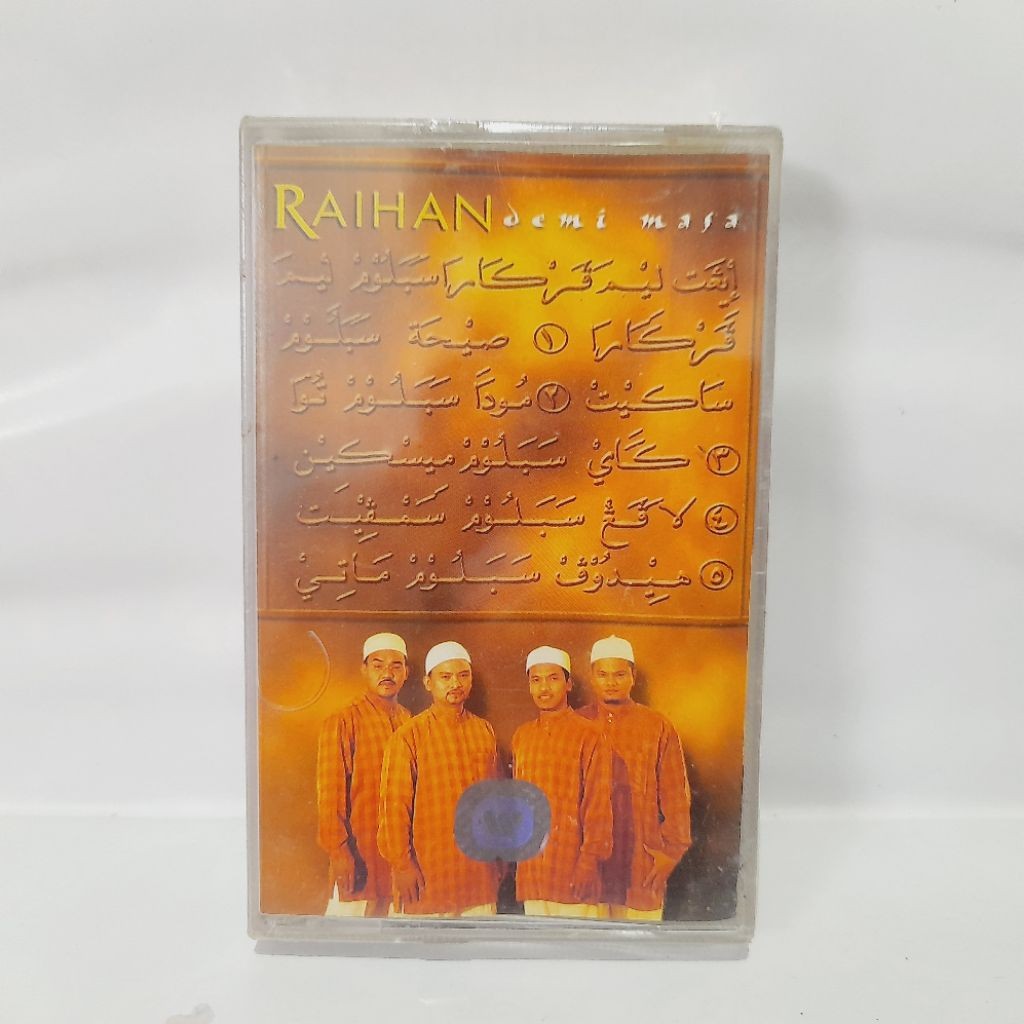 RAIHAN demi masa
إيڠت ليم ڤركارا سبلوم ليم
ڤركارا ١ صيحة سبلوم
ساكيت ٢ مودا سبلوم توا
٣ كاي سبلوم ميسكين
٤ لاڤڠ سبلوم سمڤيت
٥ هيدوڤ سبلوم ماتي